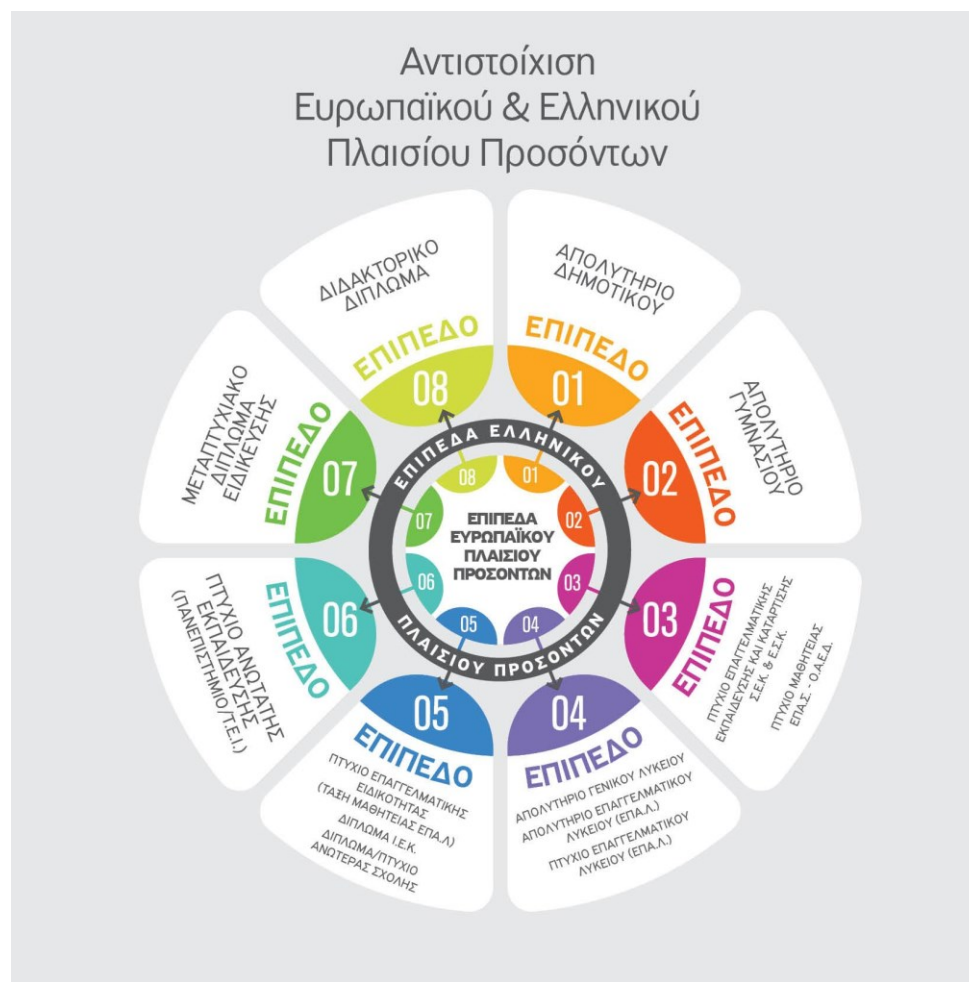 Αντιστοίχιση
Ευρωπαϊκού & Ελληνικού
Πλαισίου Προσόντων
ΑΠΟΛΥΤΗΡΙΟ
ΔΗΜΟΤΙΚΟΥ
ΕΠΙΠΕΔΟ
01
ΑΠΟΛΥΤΗΡΙΟ
ΓΥΜΝΑΣΙΟΥ
ΕΠΙΠΕΔΟ
02
ΕΠΙΠΕΔΟ
03
ΠΤΥΧΙΟ ΕΠΑΓΓΕΛΜΑΤΙΚΗΣ
ΕΚΠΑΙΔΕΥΣΗΣ ΚΑΙ ΚΑΤΑΡΤΙΣΗΣ
Σ.Ε.Κ. & Ε.Σ.Κ.
ΠΤΥΧΙΟ ΜΑΘΗΤΕΙΑΣ
ΕΠΑ.Σ. - Ο.Α.Ε.Δ.
04
ΕΠΙΠΕΔΟ
ΑΠΟΛΥΤΗΡΙΟ ΓΕΝΙΚΟΥ ΛΥΚΕΙΟΥ
ΑΠΟΛΥΤΗΡΙΟ ΕΠΑΓΓΕΛΜΑΤΙΚΟΥ
ΛΥΚΕΙΟΥ (ΕΠΑ.Λ.)
ΠΤΥΧΙΟ ΕΠΑΓΓΕΛΜΑΤΙΚΟΥ
ΛΥΚΕΙΟΥ (ΕΠΑ.Λ.)
05
ΕΠΙΠΕΔΟ
ΠΤΥΧΙΟ ΕΠΑΓΓΕΛΜΑΤΙΚΗΣ
ΕΙΔΙΚΟΤΗΤΑΣ
(ΤΑΞΗ ΜΑΘΗΤΕΙΑΣ ΕΠΑ.Λ)
ΔΙΠΛΩΜΑ Ι.Ε.Κ.
ΔΙΠΛΩΜΑ/ΠΤΥΧΙΟ
ΑΝΩΤΕΡΑΣ ΣΧΟΛΗΣ
06
ΕΠΙΠΕΔΟ
ΠΤΥΧΙΟ ΑΝΩΤΑΤΗΣ
ΕΚΠΑΙΔΕΥΣΗΣ
(ΠΑΝΕΠΙΣΤΗΜΙΟ/Τ.Ε.Ι.)
ΜΕΤΑΠΤΥΧΙΑΚΟ
ΔΙΠΛΩΜΑ
ΕΙΔΙΚΕΥΣΗΣ
ΕΠΙΠΕΔΟ
07
ΔΙΔΑΚΤΟΡΙΚΟ
ΔΙΠΛΩΜΑ
ΕΠΙΠΕΔΟ
08
ΕΠΙΠΕΔΑ ΕΛΛΗΝΙΚΟΥ
ΠΛΑΙΣΙΟΥ ΠΡΟΣΟΝΤΩΝ
01
02
03
04
05
06
07
08
ΕΠΙΠΕΔΑ
ΕΥΡΩΠΑΪΚΟΥ
ΠΛΑΙΣΙΟΥ
ΠΡΟΣΟΝΤΩΝ